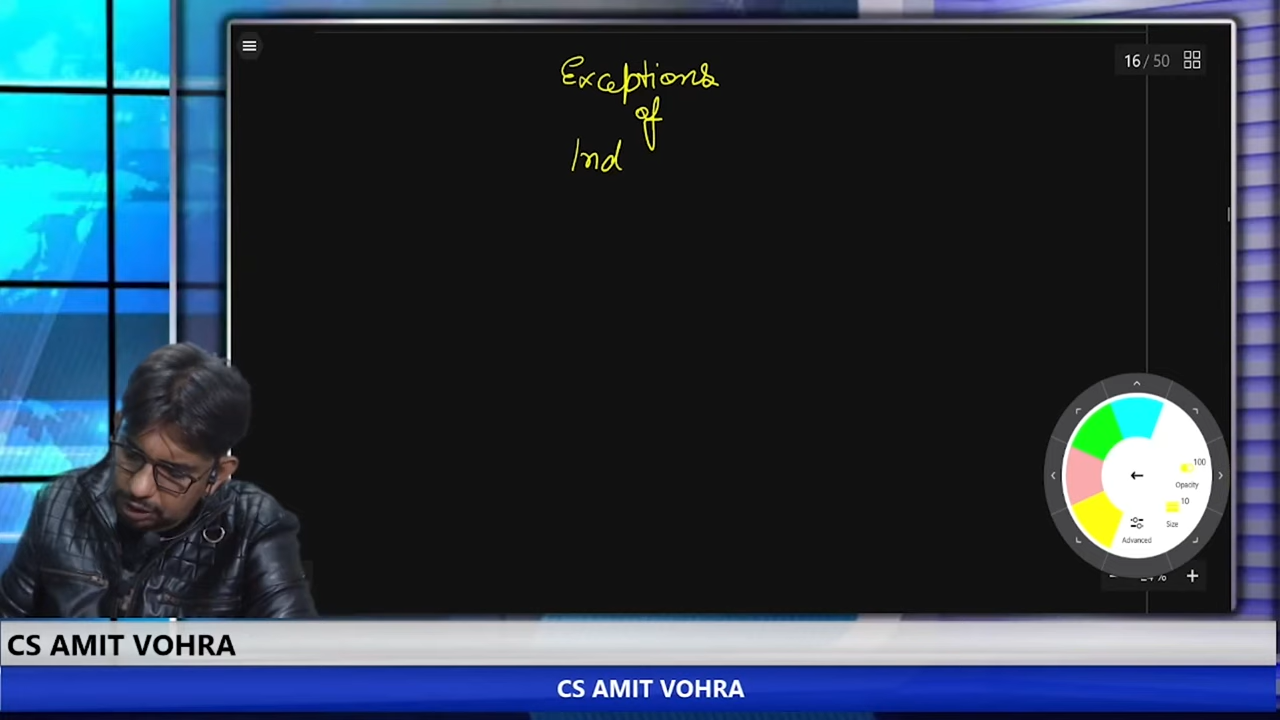 Exceptions
of
Ind
16 / 50
100
Opacity
10
Size
Advanced
CS AMIT VOHRA
CS AMIT VOHRA